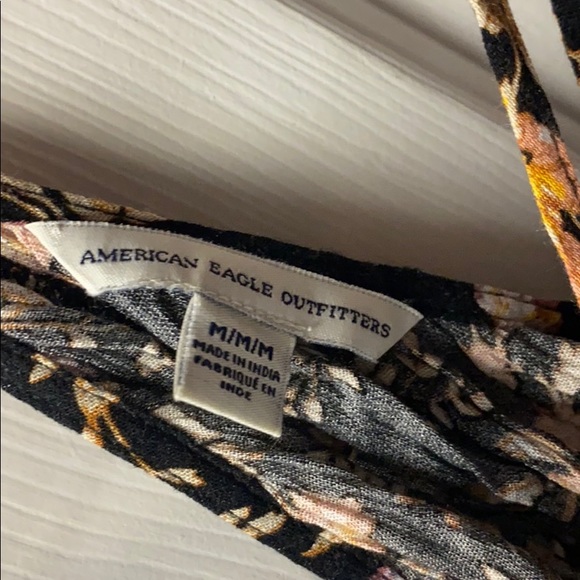 AMERICAN EAGLE OUTFITTERS
M/M/M
MADE IN INDIA
FABRIQUÉ EN
INDE